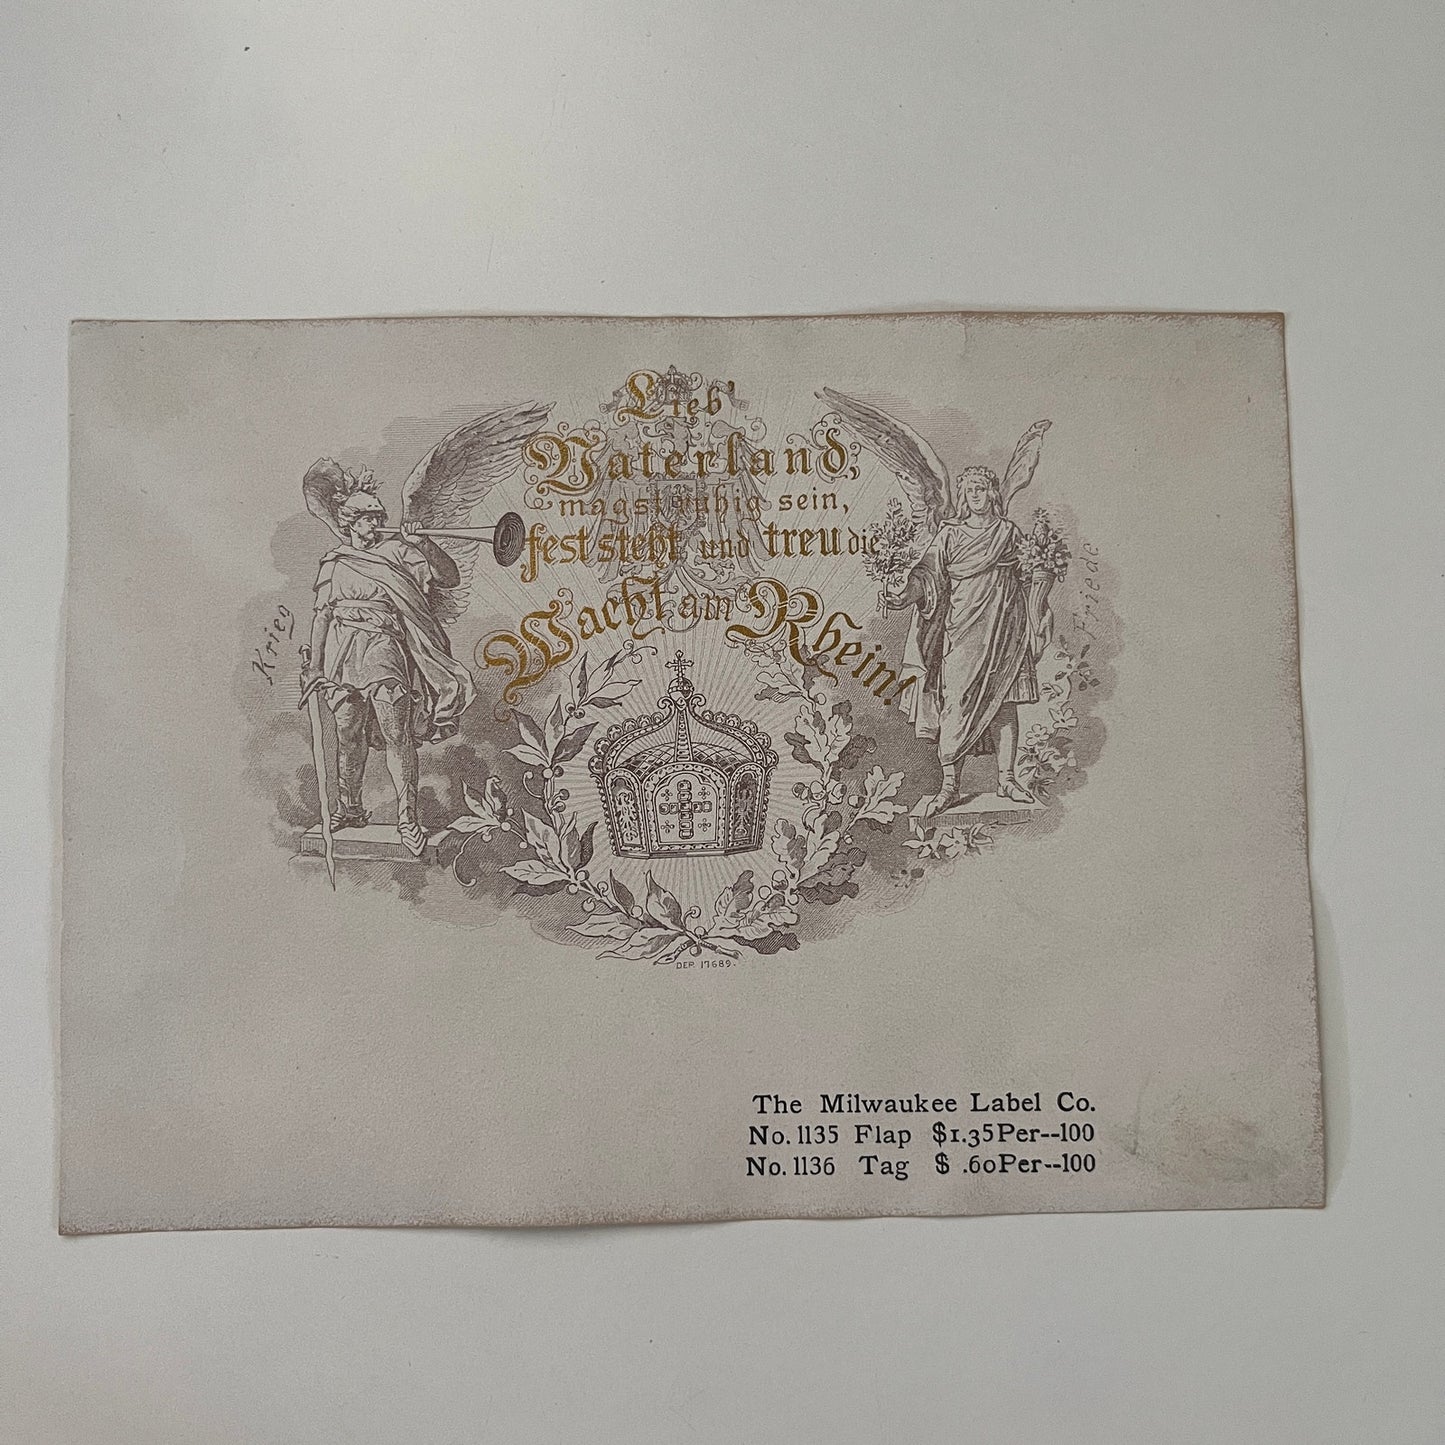 Lieb'
Vaterland,
magst ruhig sein,
fest steht und treu die
Wacht am Rhein!
Krieg
Friede
DEP. 17689.
The Milwaukee Label Co.
No. 1135 Flap $1.35 Per--100
No. 1136 Tag $ .60 Per--100